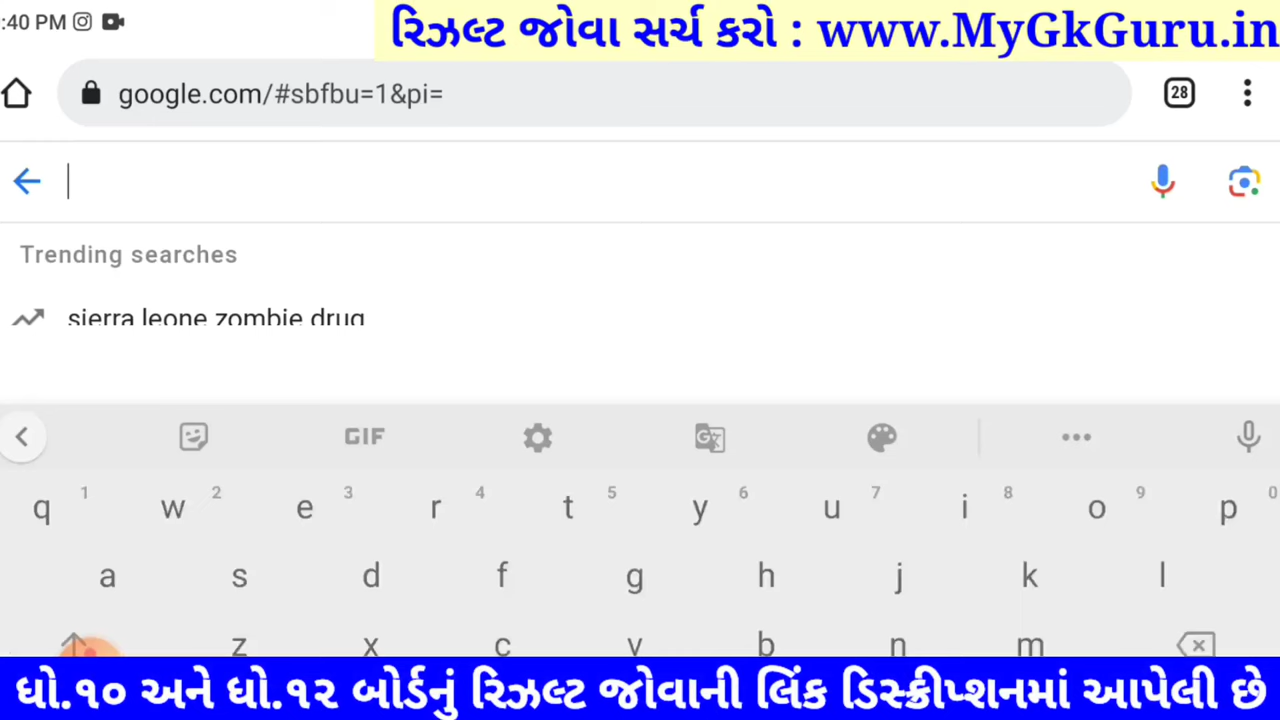 :40 PM
રિઝલ્ટ જોવા સર્ચ કરો : www.MyGkGuru.in
google.com/#sbfbu=1&pi=
28
Trending searches
sierra leone zombie drug
GIF
q 1 w 2 e 3 r 4 t 5 y 6 u 7 i 8 o 9 p 0
a s d f g h j k l
z x c v b n m
ધો.૧૦ અને ધો.૧૨ બોર્ડનું રિઝલ્ટ જોવાની લિંક ડિસ્ક્રીપ્શનમાં આપેલી છે